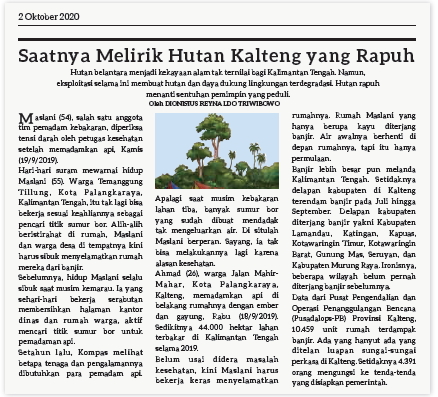 2 Oktober 2020
Saatnya Melirik Hutan Kalteng yang Rapuh
Hutan belantara menjadi kekayaan alam tak ternilai bagi Kalimantan Tengah. Namun,
eksploitasi selama ini membuat hutan dan daya dukung lingkungan terdegradasi. Hutan rapuh
menanti sentuhan pemimpin yang peduli.
Oleh DIONISIUS REYNALDO TRIWIBOWO
Maslani (54), salah satu anggota
tim pemadam kebakaran, diperiksa
tensi darah oleh petugas kesehatan
setelah memadamkan api, Kamis
(19/9/2019).
Hari-hari suram mewarnai hidup
Maslani (55). Warga Temanggung
Tillung, Kota Palangkaraya,
Kalimantan Tengah, itu tak lagi bisa
bekerja sesuai keahliannya sebagai
pencari titik sumur bor. Alih-alih
beristirahat di rumah, Maslani
dan warga desa di tempatnya kini
harus sibuk menyelamatkan rumah
mereka dari banjir.
Sebelumnya, hidup Maslani selalu
sibuk saat musim kemarau. Ia yang
sehari-hari bekerja serabutan
membersihkan halaman kantor
dinas dan rumah warga, aktif
mencari titik sumur bor untuk
pemadaman api.
Setahun lalu, Kompas melihat
betapa tenaga dan pengalamannya
dibutuhkan para pemadam api.
Apalagi saat musim kebakaran
lahan tiba, banyak sumur bor
yang sudah dibuat mendadak
tak mengeluarkan air. Di situlah
Maslani berperan. Sayang, ia tak
bisa melakukannya lagi karena
alasan kesehatan.
Ahmad (26), warga Jalan Mahir-
Mahar, Kota Palangkaraya,
Kalteng, memadamkan api di
belakang rumahnya dengan ember
dan gayung, Rabu (18/9/2019).
Sedikitnya 44.000 hektar lahan
terbakar di Kalimantan Tengah
selama 2019.
Belum usai didera masalah
kesehatan, kini Maslani harus
bekerja keras menyelamatkan
rumahnya. Rumah Maslani yang
hanya berupa kayu diterjang
banjir. Air awalnya berhenti di
depan rumahnya, tapi itu hanya
permulaan.
Banjir lebih besar pun melanda
Kalimantan Tengah. Setidaknya
delapan kabupaten di Kalteng
terendam banjir pada Juli hingga
September. Delapan kabupaten
diterjang banjir yakni Kabupaten
Lamandau, Katingan, Kapuas,
Kotawaringin Timur, Kotawaringin
Barat, Gunung Mas, Seruyan, dan
Kabupaten Murung Raya. Ironisnya,
beberapa wilayah belum pernah
diterjang banjir sebelumnya.
Data dari Pusat Pengendalian dan
Operasi Penanggulangan Bencana
(Pusadalops-PB) Provinsi Kalteng,
10.459 unit rumah terdampak
banjir. Ada yang hanyut ada yang
ditelan luapan sungai-sungai
perkasa di Kalteng. Setidaknya 4.391
orang mengungsi ke tenda-tenda
yang disiapkan pemerintah.